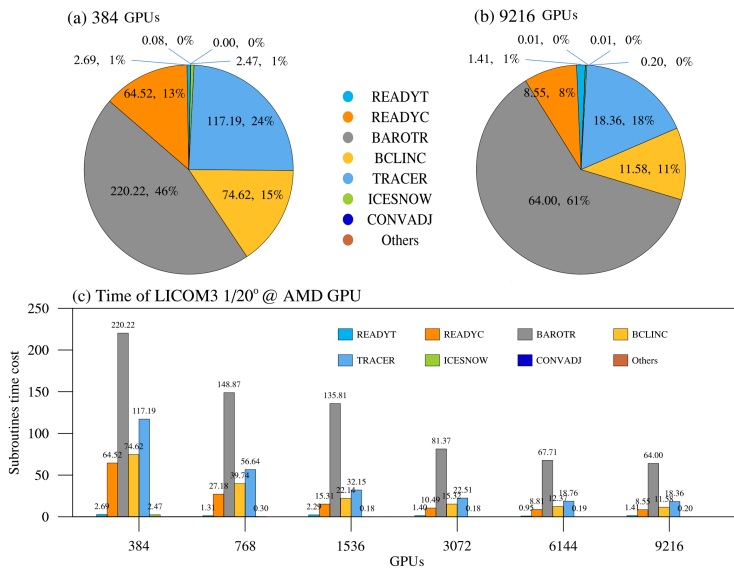 (a) 384 GPUs
(b) 9216 GPUs
0.08, 0%
0.00, 0%
2.69, 1%
2.47, 1%
64.52, 13%
117.19, 24%
220.22, 46%
74.62, 15%
0.01, 0%
0.01, 0%
1.41, 1%
0.20, 0%
8.55, 8%
18.36, 18%
11.58, 11%
64.00, 61%
READYT
READYC
BAROTR
BCLINC
TRACER
ICESNOW
CONVADJ
Others
(c) Time of LICOM3 1/20° @ AMD GPU
READYT READYC BAROTR BCLINC
TRACER ICESNOW CONVADJ Others
Subroutines time cost
250
200
150
100
50
0
2.69 64.52 220.22 74.62 117.19 2.47
1.31 27.18 148.87 39.74 56.64 0.30
2.29 15.31 135.81 22.14 32.15 0.18
1.40 10.49 81.37 15.32 22.51 0.18
0.95 8.81 67.71 12.37 18.76 0.19
1.4 8.55 64.00 11.58 18.36 0.20
384 768 1536 3072 6144 9216
GPUs